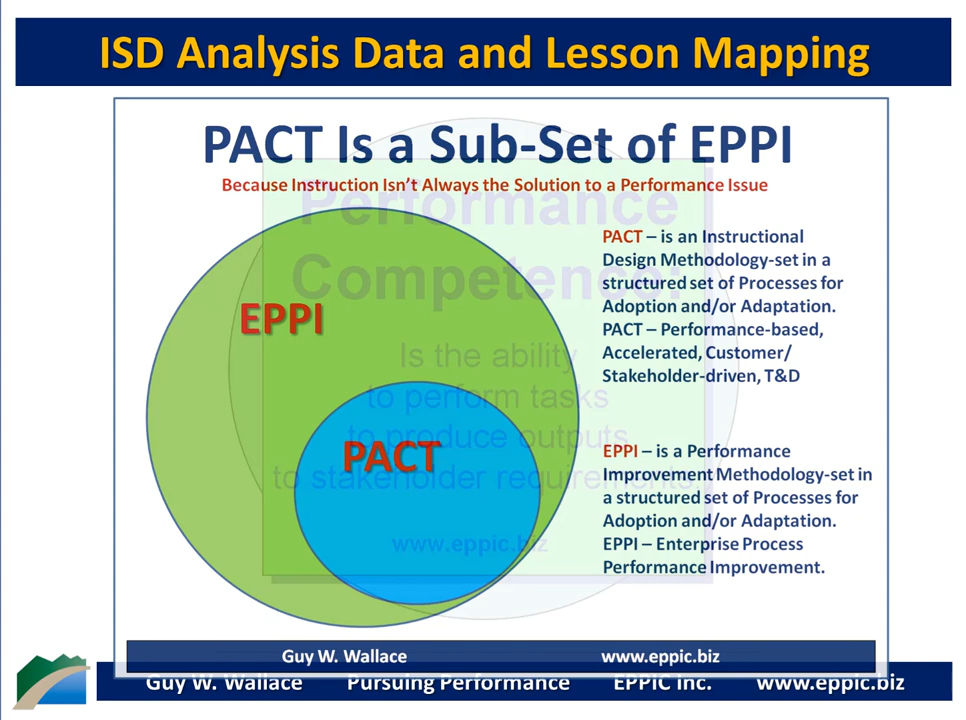 ISD Analysis Data and Lesson Mapping
PACT Is a Sub-Set of EPPI
Because Instruction Isn't Always the Solution to a Performance Issue
Performance
Competence:
Is the ability
to perform tasks
to produce outputs
to stakeholder requirements.
www.eppic.biz
EPPI
PACT
PACT – is an Instructional
Design Methodology-set in a
structured set of Processes for
Adoption and/or Adaptation.
PACT – Performance-based,
Accelerated, Customer/
Stakeholder-driven, T&D
EPPI – is a Performance
Improvement Methodology-set in
a structured set of Processes for
Adoption and/or Adaptation.
EPPI – Enterprise Process
Performance Improvement.
Guy W. Wallace www.eppic.biz
Guy W. Wallace Pursuing Performance EPPIC Inc. www.eppic.biz